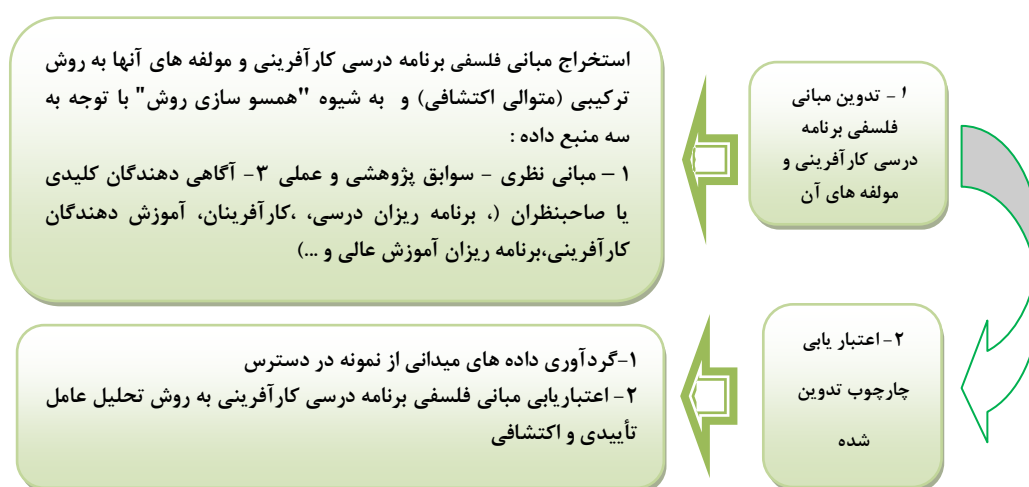 ۱ - تدوین مبانی
فلسفی برنامه
درسی کارآفرینی و
مولفه های آن
استخراج مبانی فلسفی برنامه درسی کارآفرینی و مولفه های آنها به روش
ترکیبی (متوالی اکتشافی) و به شیوه "همسو سازی روش" با توجه به
سه منبع داده :
۱ – مبانی نظری - سوابق پژوهشی و عملی ۳- آگاهی دهندگان کلیدی
یا صاحبنظران (، برنامه ریزان درسی، ،کارآفرینان، آموزش دهندگان
کارآفرینی،برنامه ریزان آموزش عالی و ...)
۲- اعتبار یابی
چارچوب تدوین
شده
۱-گردآوری داده های میدانی از نمونه در دسترس
۲- اعتباریابی مبانی فلسفی برنامه درسی کارآفرینی به روش تحلیل عامل
تأییدی و اکتشافی